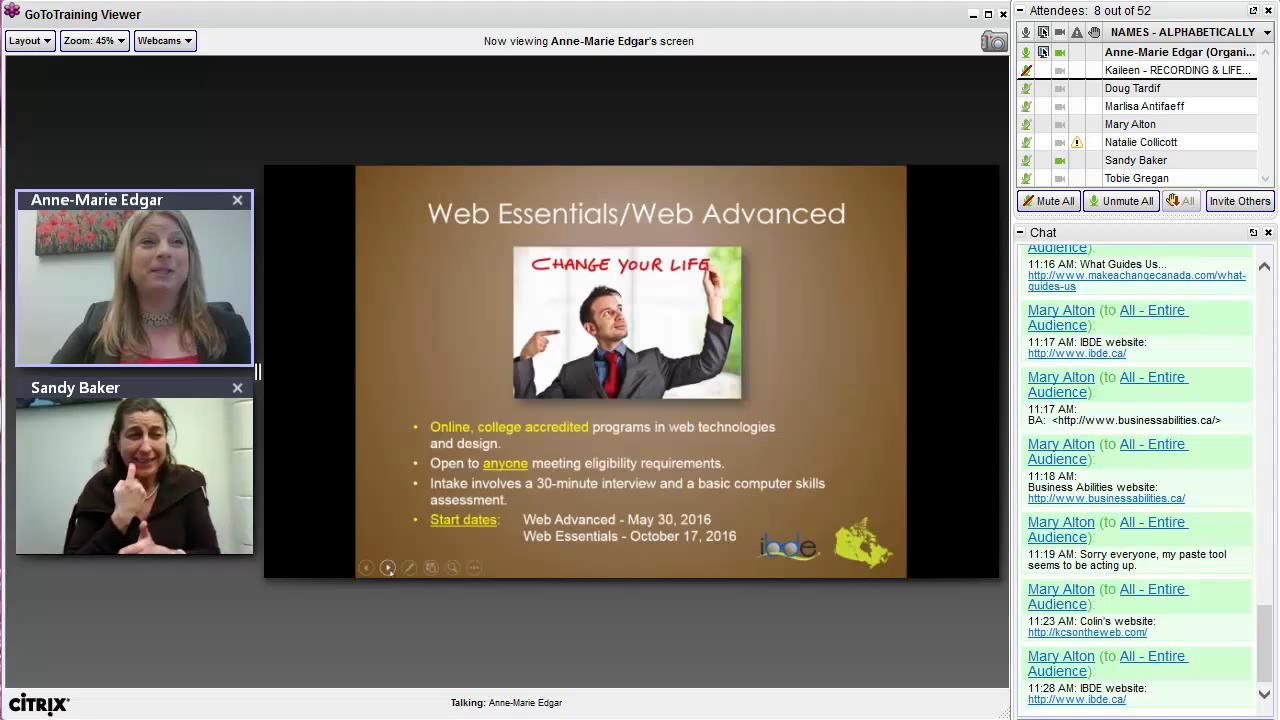 GoToTraining Viewer
Layout
Zoom: 45%
Webcams
Now viewing Anne-Marie Edgar's screen
Anne-Marie Edgar
Sandy Baker
Web Essentials/Web Advanced
CHANGE YOUR LIFE
• Online, college accredited programs in web technologies
and design.
• Open to anyone meeting eligibility requirements.
• Intake involves a 30-minute interview and a basic computer skills
assessment.
• Start dates: Web Advanced - May 30, 2016
Web Essentials - October 17, 2016
ibde
CİTRIX®
Talking: Anne-Marie Edgar
Attendees: 8 out of 52
NAMES - ALPHABETICALLY
Anne-Marie Edgar (Organi...
Kaileen - RECORDING & LIFE...
Doug Tardif
Marlisa Antifaeff
Mary Alton
Natalie Collicott
Sandy Baker
Tobie Gregan
Mute All
Unmute All
All
Invite Others
Chat
Audience):
11:16 AM: What Guides Us...
http://www.makeachangecanada.com/what-
guides-us
Mary Alton (to All - Entire
Audience):
11:17 AM: IBDE website:
http://www.ibde.ca/
Mary Alton (to All - Entire
Audience):
11:17 AM:
BA: <http://www.businessabilities.ca/>
Mary Alton (to All - Entire
Audience):
11:18 AM:
Business Abilities website:
http://www.businessabilities.ca/
Mary Alton (to All - Entire
Audience):
11:19 AM: Sorry everyone, my paste tool
seems to be acting up.
Mary Alton (to All - Entire
Audience):
11:23 AM: Colin's website:
http://kcsontheweb.com/
Mary Alton (to All - Entire
Audience):
11:28 AM: IBDE website:
http://www.ibde.ca/